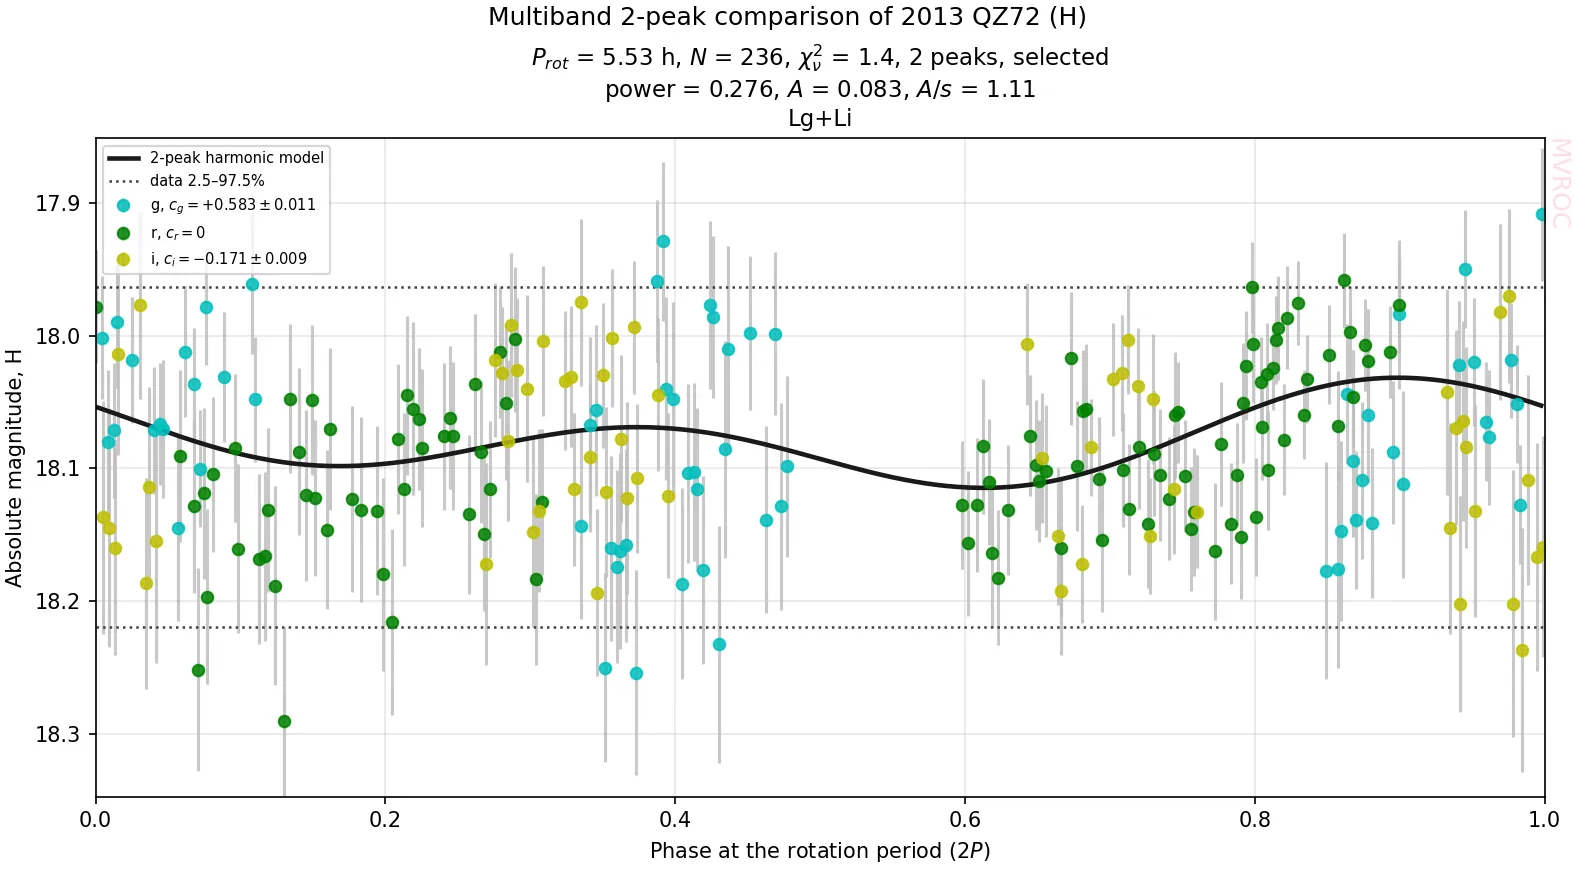 Multiband 2-peak comparison of 2013 QZ72 (H)
P_rot = 5.53 h, N = 236, χ²_ν = 1.4, 2 peaks, selected
power = 0.276, A = 0.083, A/s = 1.11
Lg+Li
2-peak harmonic model
data 2.5–97.5%
g, c_g = +0.583 ± 0.011
r, c_r = 0
i, c_i = −0.171 ± 0.009
MVROC
Absolute magnitude, H
17.9
18.0
18.1
18.2
18.3
0.0 0.2 0.4 0.6 0.8 1.0
Phase at the rotation period (2P)